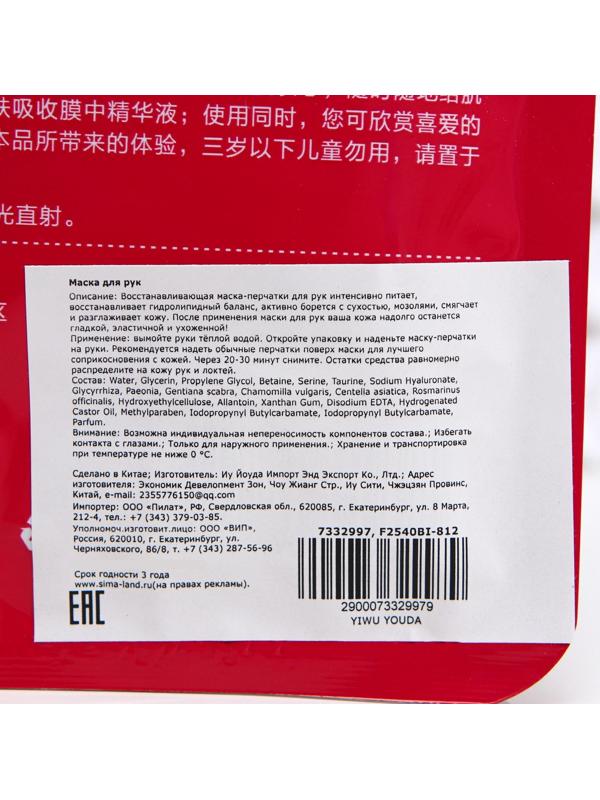 肤吸收膜中精华液；使用同时，您可欣赏喜爱的
本品所带来的体验，三岁以下儿童勿用，请置于
光直射。
区
Маска для рук
Описание: Восстанавливающая маска-перчатки для рук интенсивно питает,
восстанавливает гидролипидный баланс, активно борется с сухостью, мозолями, смягчает
и разглаживает кожу. После применения маски для рук ваша кожа надолго останется
гладкой, эластичной и ухоженной!
Применение: вымойте руки тёплой водой. Откройте упаковку и наденьте маску-перчатки
на руки. Рекомендуется надеть обычные перчатки поверх маски для лучшего
соприкосновения с кожей. Через 20-30 минут снимите. Остатки средства равномерно
распределите на кожу рук и локтей.
Состав: Water, Glycerin, Propylene Glycol, Betaine, Serine, Taurine, Sodium Hyaluronate,
Glycyrrhiza, Paeonia, Gentiana scabra, Chamomilla vulgaris, Centella asiatica, Rosmarinus
officinalis, Hydroxyethylcellulose, Allantoin, Xanthan Gum, Disodium EDTA, Hydrogenated
Castor Oil, Methylparaben, Iodopropynyl Butylcarbamate, Iodopropynyl Butylcarbamate,
Parfum.
Внимание: Возможна индивидуальная непереносимость компонентов состава.; Избегать
контакта с глазами.; Только для наружного применения.; Хранение и транспортировка
при температуре не ниже 0 °C.
Сделано в Китае; Изготовитель: Иу Йоуда Импорт Энд Экспорт Ко., Лтд.; Адрес
изготовителя: Экономик Девелопмент Зон, Чоу Жианг Стр., Иу Сити, Чжэцзян Провинс,
Китай, e-mail: 2355776150@qq.com
Импортер: ООО «Пилат», РФ, Свердловская обл., 620085, г. Екатеринбург, ул. 8 Марта,
212-4, тел.: +7 (343) 379-03-85.
Уполномоч.изготовит.лицо: ООО «ВИП»,
Россия, 620010, г. Екатеринбург, ул.
Черняховского, 86/8, т. +7 (343) 287-56-96
7332997, F2540BI-812
Срок годности 3 года
www.sima-land.ru(на правах рекламы).
EAC
2900073329979
YIWU YOUDA